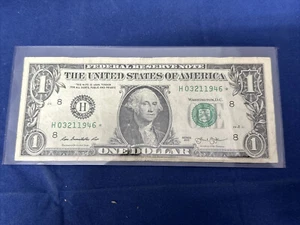 FEDERAL RESERVE NOTE
THE UNITED STATES OF AMERICA
1
1
H 03211946 *
WASHINGTON, D.C.
8
8
H
H 03211946 *
8
8
1
ONE DOLLAR
1